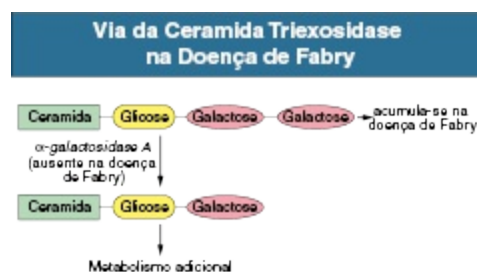 Via da Ceramida Triexosidase
na Doença de Fabry
Ceramida Glicose Galactose Galactose acumula-se na
doença de Fabry
α-galactosidase A
(ausente na doença
de Fabry)
Ceramida Glicose Galactose
Metabolismo adicional